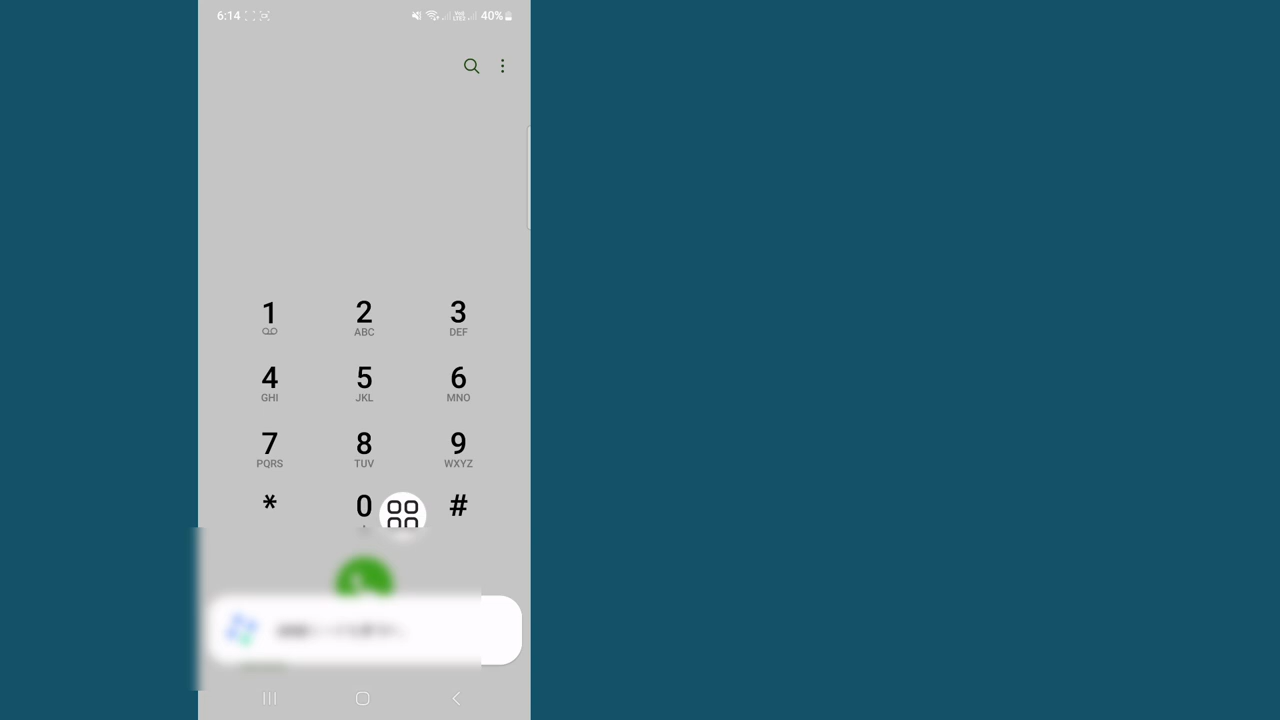 6:14 40%
1 2 3
ABC DEF
4 5 6
GHI JKL MNO
7 8 9
PQRS TUV WXYZ
* 0 #